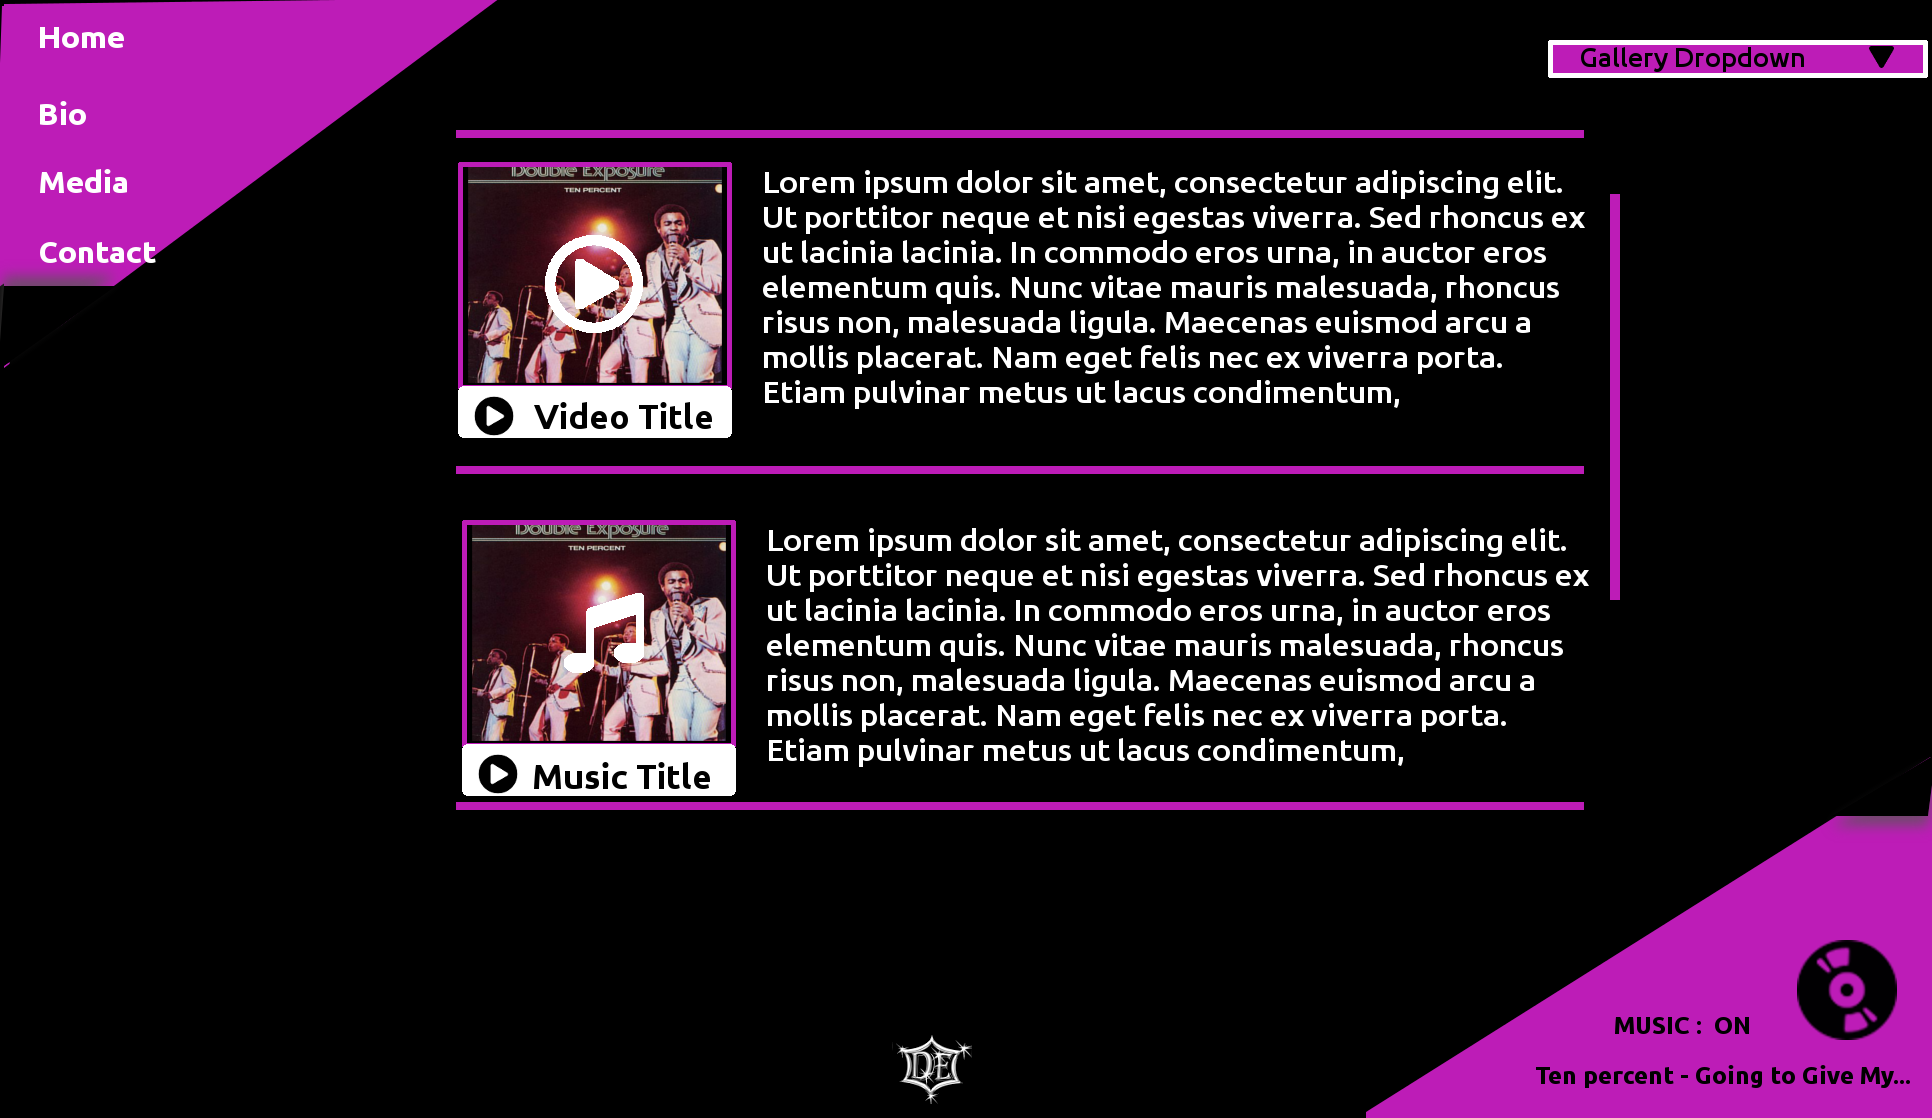 Home
Bio
Media
Contact
Gallery Dropdown
Double Exposure
TEN PERCENT
Video Title
Lorem ipsum dolor sit amet, consectetur adipiscing elit.
Ut porttitor neque et nisi egestas viverra. Sed rhoncus ex
ut lacinia lacinia. In commodo eros urna, in auctor eros
elementum quis. Nunc vitae mauris malesuada, rhoncus
risus non, malesuada ligula. Maecenas euismod arcu a
mollis placerat. Nam eget felis nec ex viverra porta.
Etiam pulvinar metus ut lacus condimentum,
Double Exposure
TEN PERCENT
Music Title
Lorem ipsum dolor sit amet, consectetur adipiscing elit.
Ut porttitor neque et nisi egestas viverra. Sed rhoncus ex
ut lacinia lacinia. In commodo eros urna, in auctor eros
elementum quis. Nunc vitae mauris malesuada, rhoncus
risus non, malesuada ligula. Maecenas euismod arcu a
mollis placerat. Nam eget felis nec ex viverra porta.
Etiam pulvinar metus ut lacus condimentum,
MUSIC : ON
Ten percent - Going to Give My...
DE